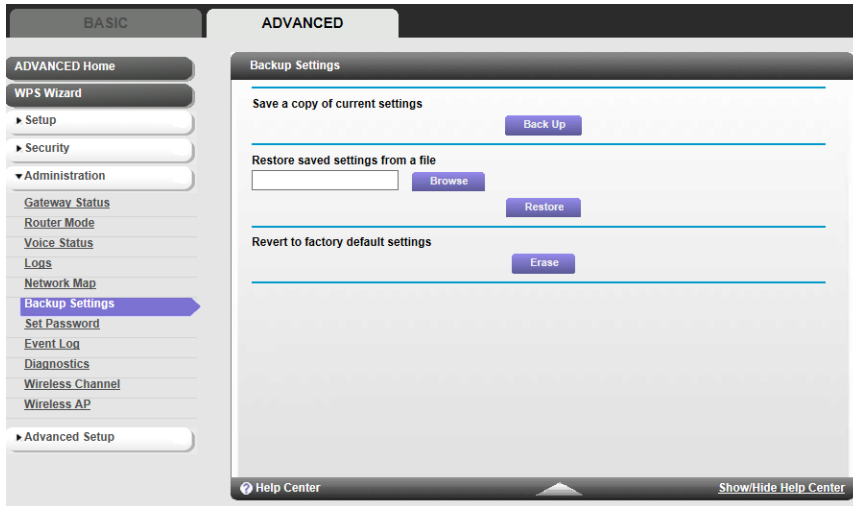 BASIC
ADVANCED
ADVANCED Home
WPS Wizard
Setup
Security
Administration
Gateway Status
Router Mode
Voice Status
Logs
Network Map
Backup Settings
Set Password
Event Log
Diagnostics
Wireless Channel
Wireless AP
Advanced Setup
Backup Settings
Save a copy of current settings
Back Up
Restore saved settings from a file
Browse
Restore
Revert to factory default settings
Erase
Help Center
Show/Hide Help Center